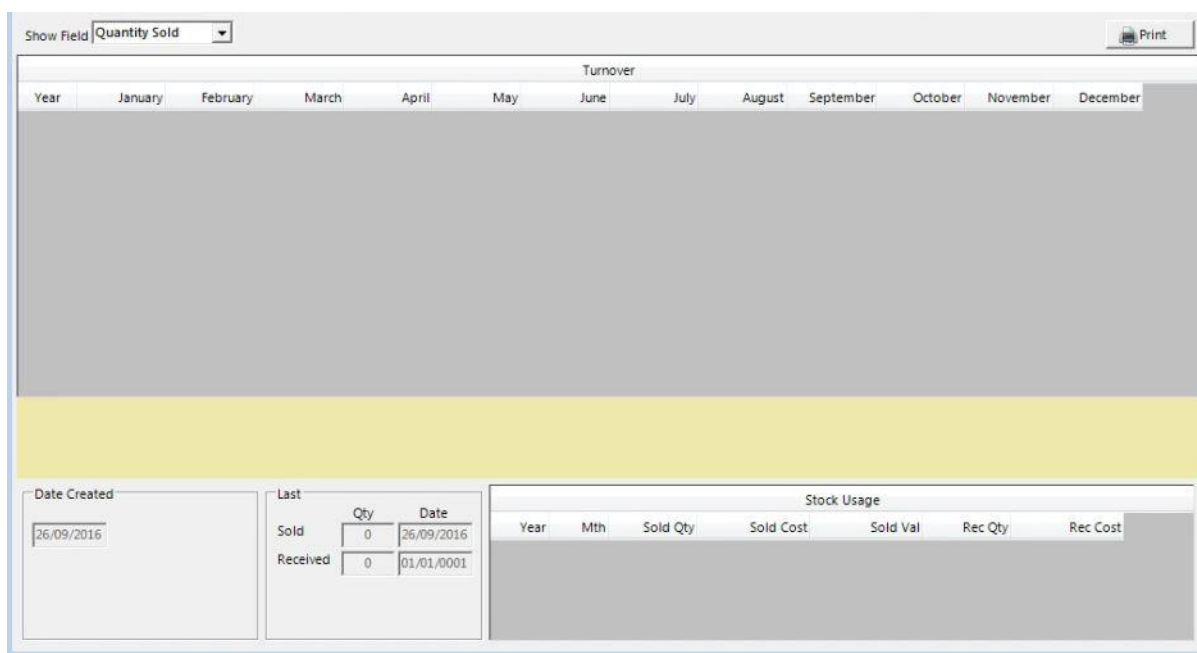 Show Field Quantity Sold Print
Turnover
Year January February March April May June July August September October November December
Date Created
26/09/2016
Last
Qty Date
Sold 0 26/09/2016
Received 0 01/01/0001
Stock Usage
Year Mth Sold Qty Sold Cost Sold Val Rec Qty Rec Cost